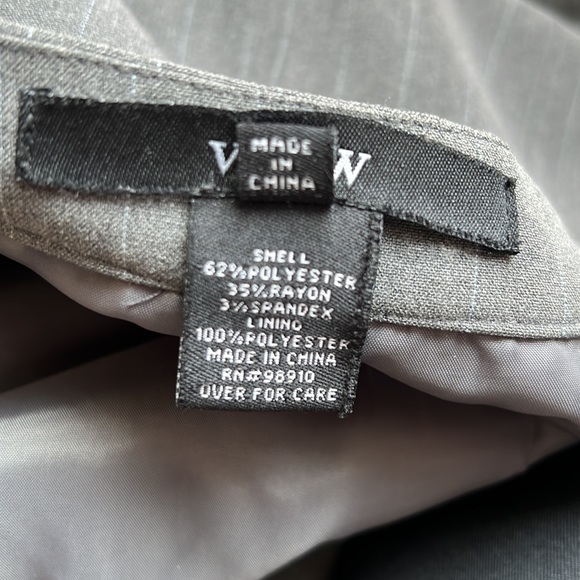 MADE
IN
CHINA
SHELL
62%POLYESTER
35%RAYON
3%SPANDEX
LINING
100%POLYESTER
MADE IN CHINA
RN#98910
OVER FOR CARE